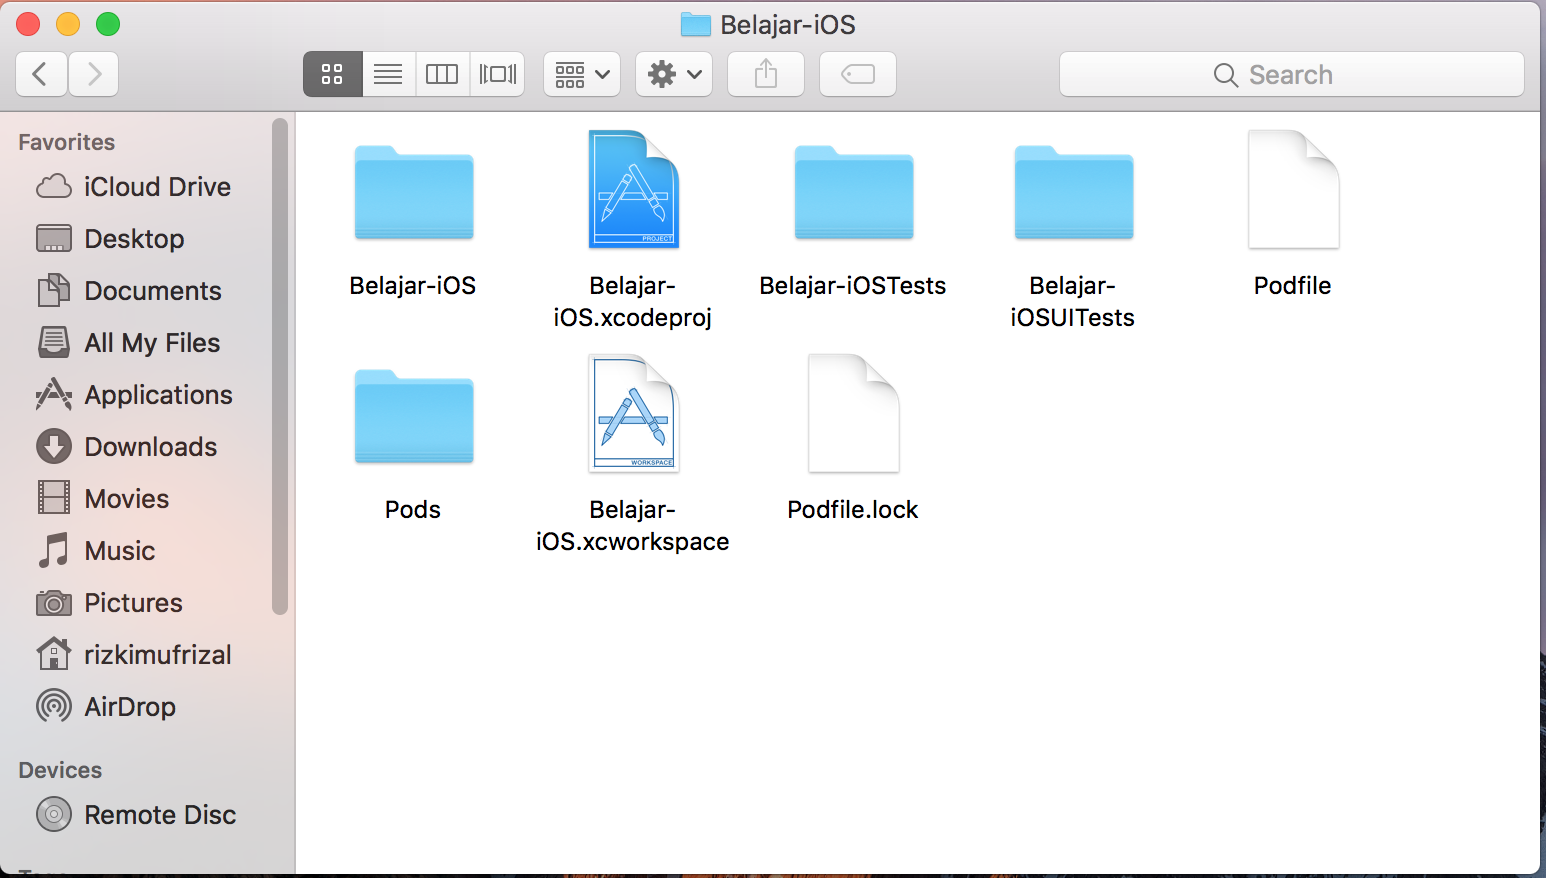 Belajar-iOS
Search
Favorites
iCloud Drive
Desktop
Documents
All My Files
Applications
Downloads
Movies
Music
Pictures
rizkimufrizal
AirDrop
Devices
Remote Disc
Belajar-iOS
PROJECT
Belajar-
iOS.xcodeproj
Belajar-iOSTests
Belajar-
iOSUITests
Podfile
Pods
WORKSPACE
Belajar-
iOS.xcworkspace
Podfile.lock